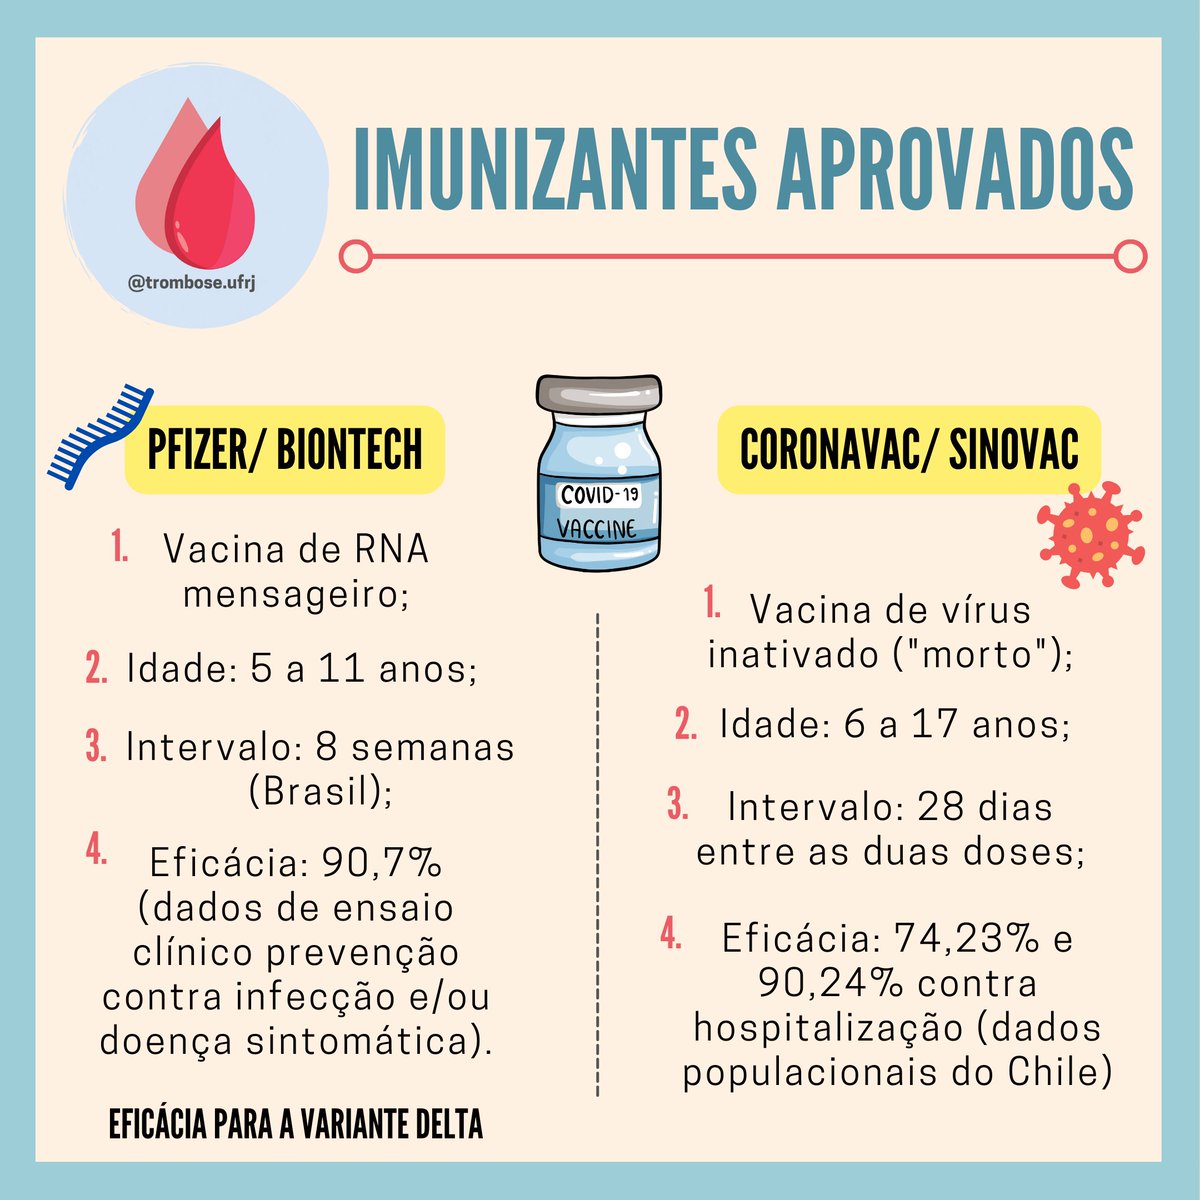 IMUNIZANTES APROVADOS
@trombose.ufrj
PFIZER/ BIONTECH
1. Vacina de RNA
mensageiro;
2. Idade: 5 a 11 anos;
3. Intervalo: 8 semanas
(Brasil);
4. Eficácia: 90,7%
(dados de ensaio
clínico prevenção
contra infecção e/ou
doença sintomática).
EFICÁCIA PARA A VARIANTE DELTA
COVID-19
VACCINE
CORONAVAC/ SINOVAC
1. Vacina de vírus
inativado ("morto");
2. Idade: 6 a 17 anos;
3. Intervalo: 28 dias
entre as duas doses;
4. Eficácia: 74,23% e
90,24% contra
hospitalização (dados
populacionais do Chile)